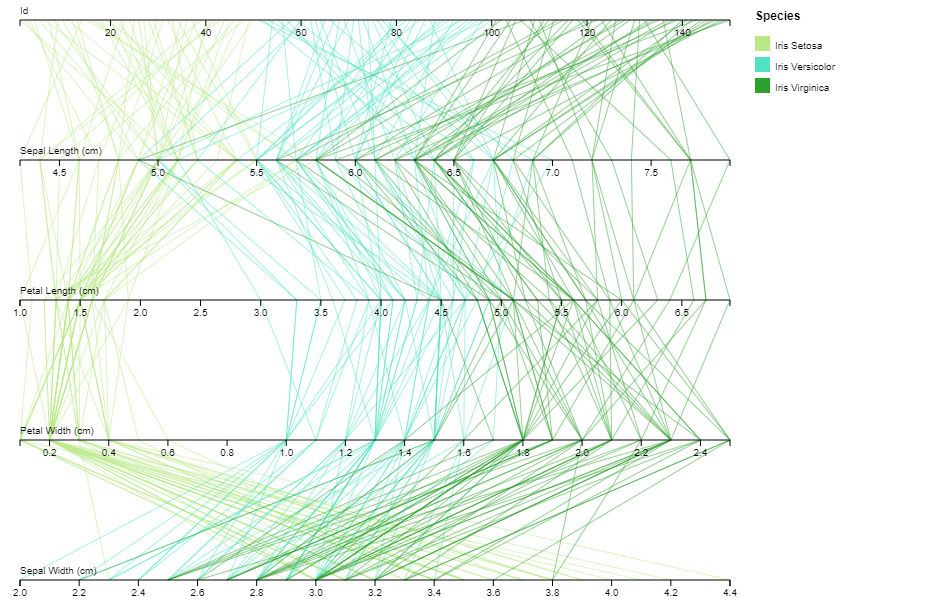 Id
20 40 60 80 100 120 140
Sepal Length (cm)
4.5 5.0 5.5 6.0 6.5 7.0 7.5
Petal Length (cm)
1.0 1.5 2.0 2.5 3.0 3.5 4.0 4.5 5.0 5.5 6.0 6.5
Petal Width (cm)
0.2 0.4 0.6 0.8 1.0 1.2 1.4 1.6 1.8 2.0 2.2 2.4
Sepal Width (cm)
2.0 2.2 2.4 2.6 2.8 3.0 3.2 3.4 3.6 3.8 4.0 4.2 4.4
Species
Iris Setosa
Iris Versicolor
Iris Virginica